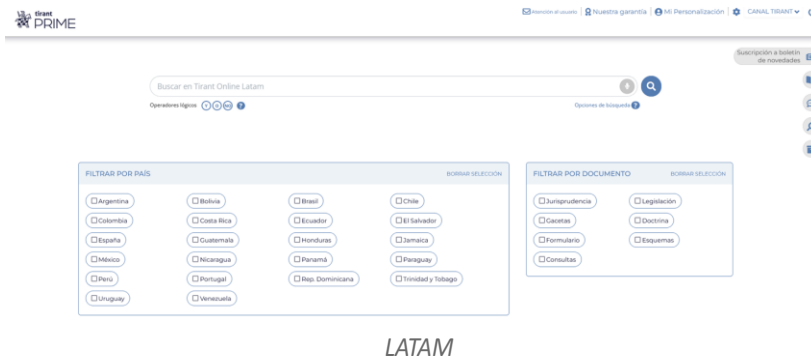 tirant
PRIME
Atención al usuario | Nuestra garantía | Mi Personalización | CANAL TIRANT
Suscripción a boletín
de novedades
Buscar en Tirant Online Latam
Operadores lógicos Y O NO ?
Opciones de búsqueda ?
FILTRAR POR PAÍS BORRAR SELECCIÓN
Argentina Bolivia Brasil Chile
Colombia Costa Rica Ecuador El Salvador
España Guatemala Honduras Jamaica
México Nicaragua Panamá Paraguay
Perú Portugal Rep. Dominicana Trinidad y Tobago
Uruguay Venezuela
FILTRAR POR DOCUMENTO BORRAR SELECCIÓN
Jurisprudencia Legislación
Gacetas Doctrina
Formulario Esquemas
Consultas
LATAM